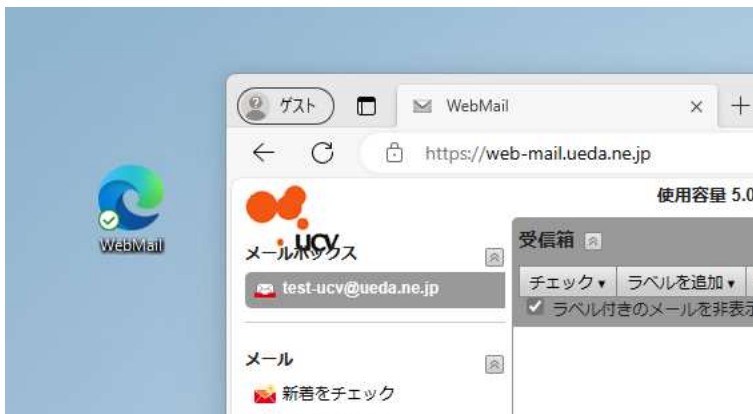 ゲスト
WebMail
https://web-mail.ueda.ne.jp
WebMail
使用容量 5.0
ucv
メールボックス
受信箱
test-ucv@ueda.ne.jp
チェック▾ ラベルを追加▾
ラベル付きのメールを非表示
メール
新着をチェック